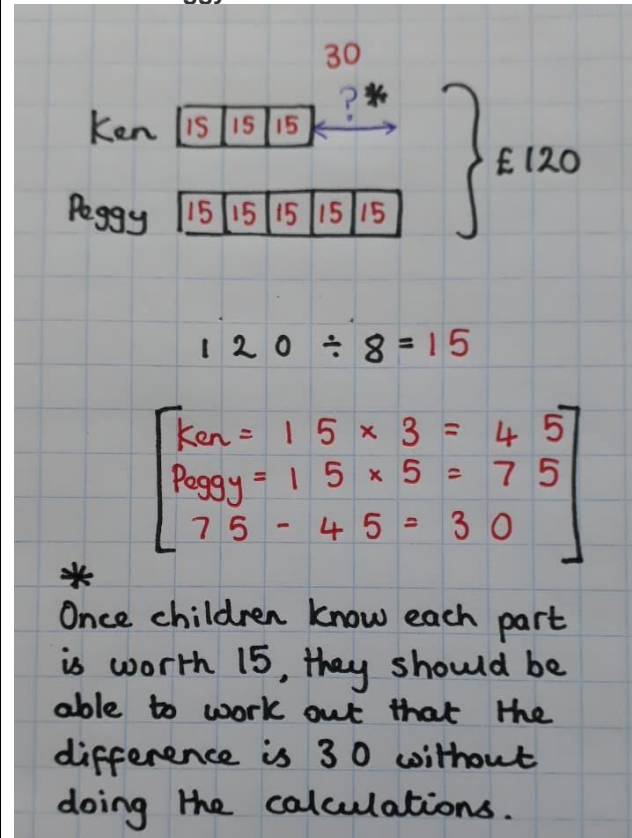 30
?*
Ken 15 15 15
£120
Peggy 15 15 15 15 15
120 ÷ 8 = 15
Ken = 15 × 3 = 45
Peggy = 15 × 5 = 75
75 - 45 = 30
*
Once children know each part
is worth 15, they should be
able to work out that the
difference is 30 without
doing the calculations.